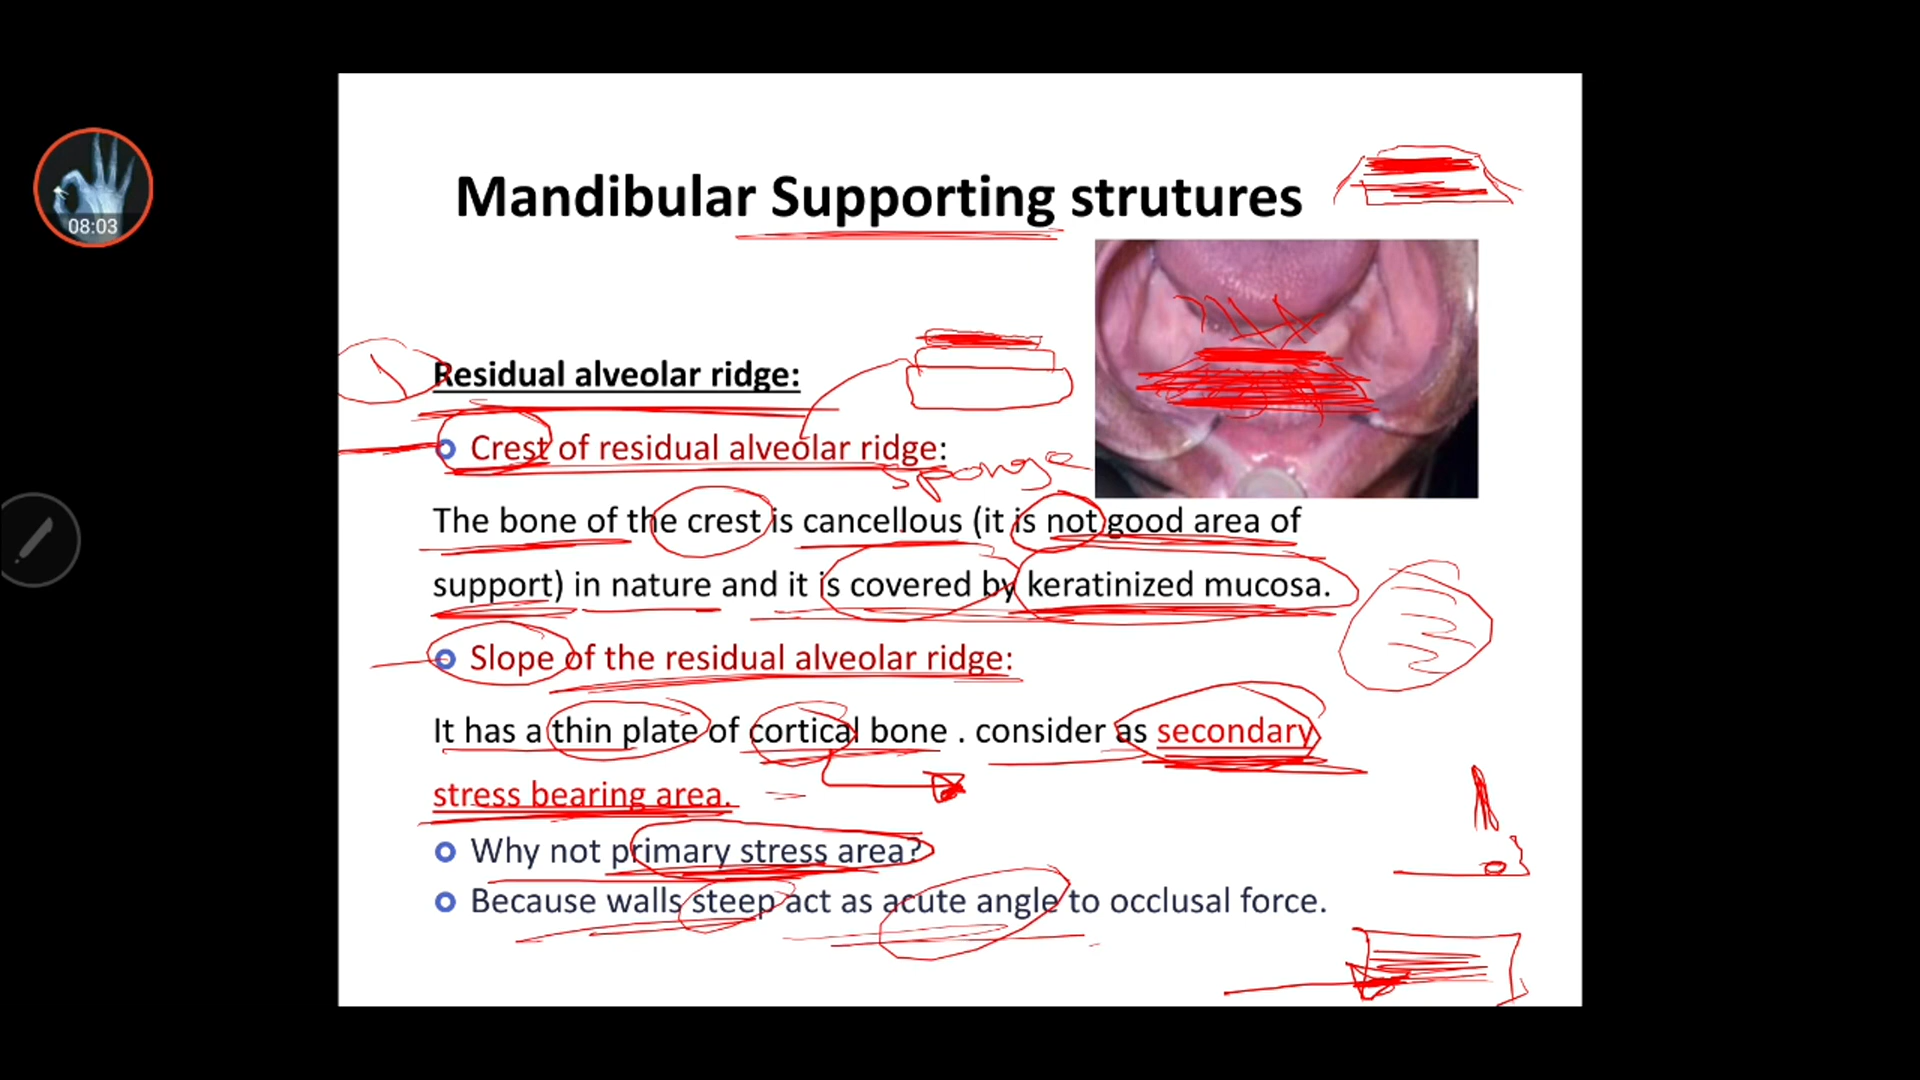 08:03
Mandibular Supporting strutures
Residual alveolar ridge:
Crest of residual alveolar ridge:
sponge
The bone of the crest is cancellous (it is not good area of
support) in nature and it is covered by keratinized mucosa.
Slope of the residual alveolar ridge:
It has a thin plate of cortical bone . consider as secondary
stress bearing area.
Why not primary stress area?
Because walls steep act as acute angle to occlusal force.